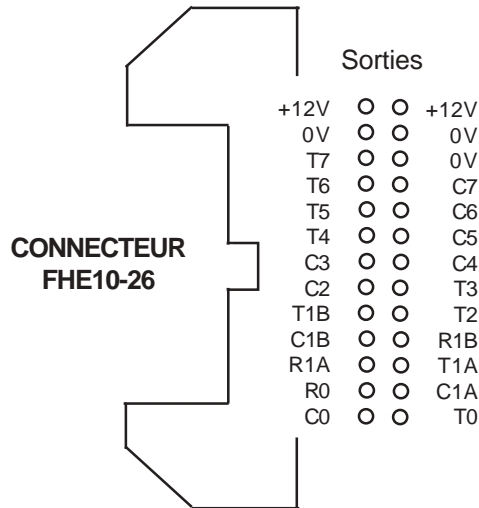 Sorties
+12V +12V
0V 0V
T7 0V
T6 C7
T5 C6
T4 C5
C3 C4
C2 T3
T1B T2
C1B R1B
R1A T1A
R0 C1A
C0 T0
CONNECTEUR
FHE10-26